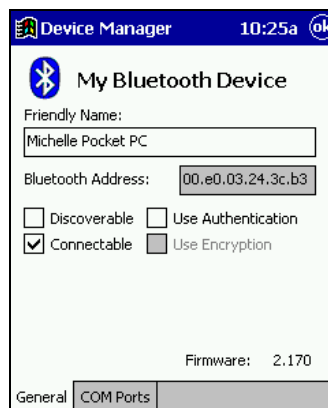 Device Manager 10:25a ok
My Bluetooth Device
Friendly Name:
Michelle Pocket PC
Bluetooth Address: 00.e0.03.24.3c.b3
Discoverable Use Authentication
Connectable Use Encryption
Firmware: 2.170
General COM Ports